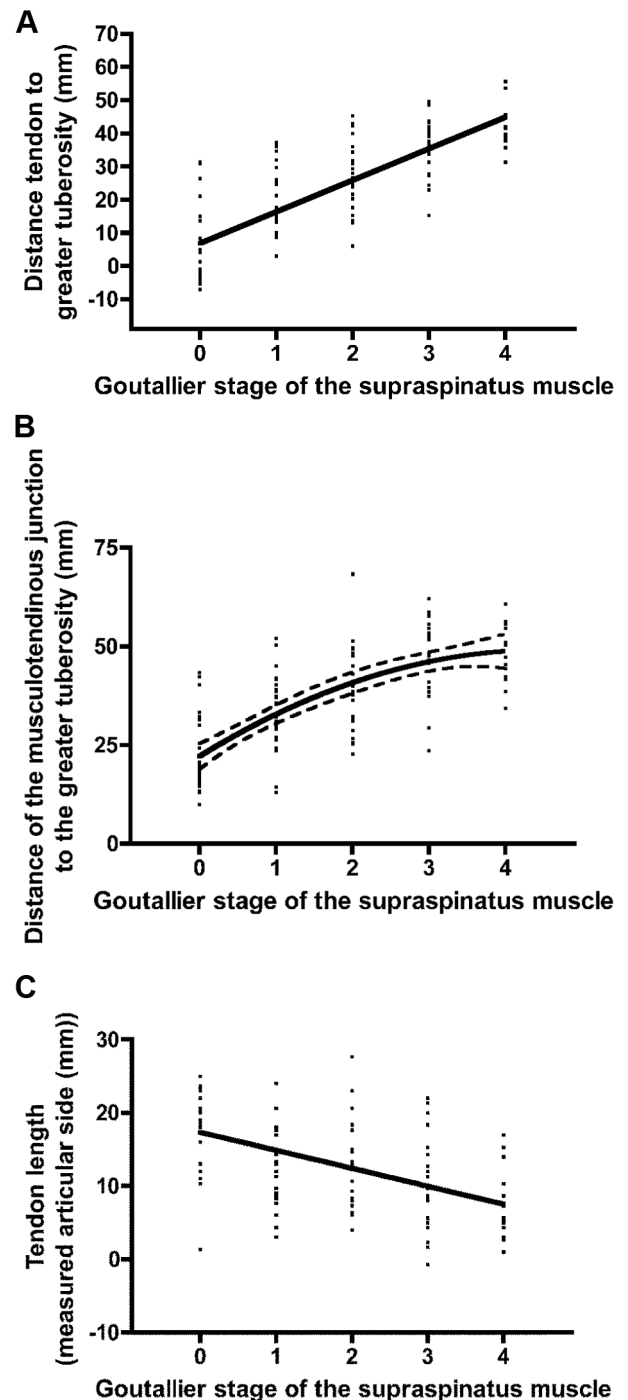 A
Distance tendon to
greater tuberosity (mm)
70
60
50
40
30
20
10
0
-10
0 1 2 3 4
Goutallier stage of the supraspinatus muscle
B
Distance of the musculotendinous junction
to the greater tuberosity (mm)
75
50
25
0
0 1 2 3 4
Goutallier stage of the supraspinatus muscle
C
Tendon length
(measured articular side (mm))
30
20
10
0
-10
0 1 2 3 4
Goutallier stage of the supraspinatus muscle